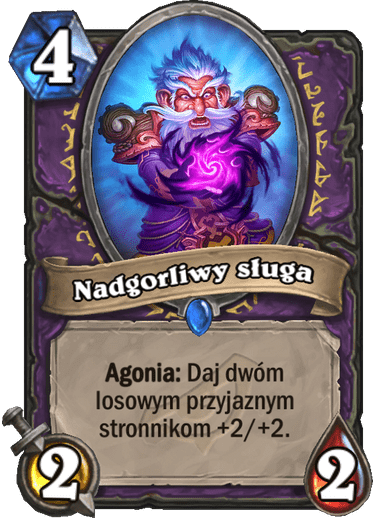 4
Nadgorliwy sługa
Agonia: Daj dwóm
losowym przyjaznym
stronnikom +2/+2.
2
2